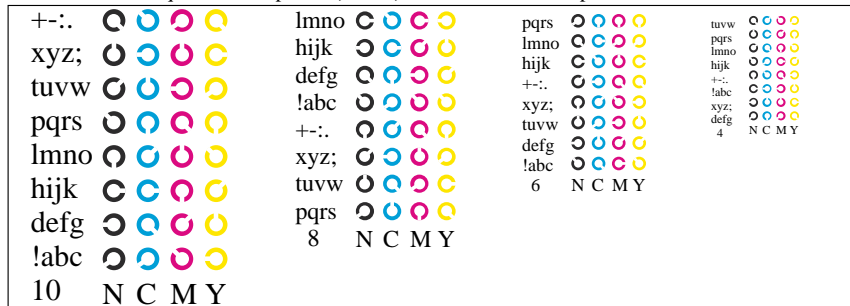 +-:.
xyz;
tuvw
pqrs
lmno
hijk
defg
!abc
10 N C M Y
lmno
hijk
defg
!abc
+-:.
xyz;
tuvw
pqrs
8 N C M Y
pqrs
lmno
hijk
+-:.
xyz;
tuvw
defg
!abc
6 N C M Y
tuvw
pqrs
lmno
hijk
+-:.
!abc
xyz;
defg
4 N C M Y